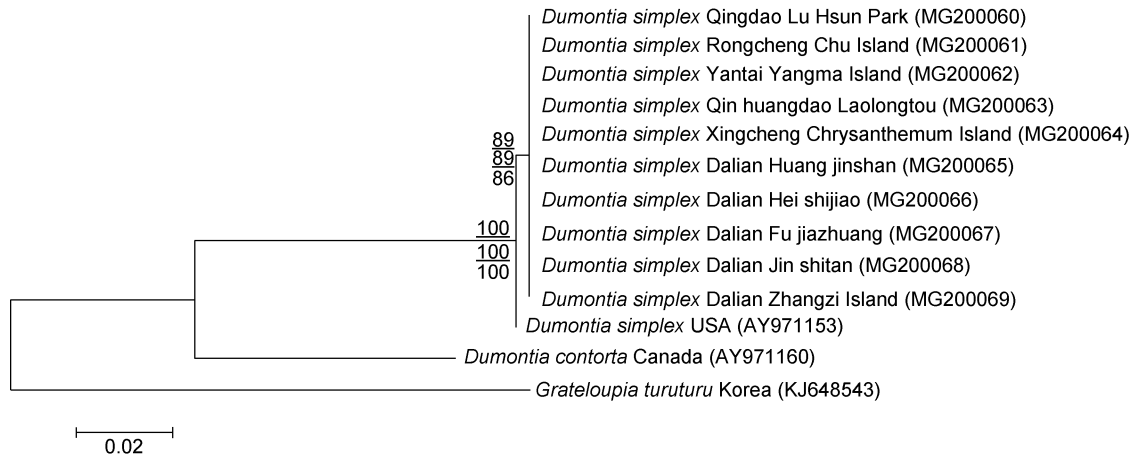 Dumontia simplex Qingdao Lu Hsun Park (MG200060)
Dumontia simplex Rongcheng Chu Island (MG200061)
Dumontia simplex Yantai Yangma Island (MG200062)
Dumontia simplex Qin huangdao Laolongtou (MG200063)
Dumontia simplex Xingcheng Chrysanthemum Island (MG200064)
89
89
86
Dumontia simplex Dalian Huang jinshan (MG200065)
Dumontia simplex Dalian Hei shijiao (MG200066)
Dumontia simplex Dalian Fu jiazhuang (MG200067)
100
100
100
Dumontia simplex Dalian Jin shitan (MG200068)
Dumontia simplex Dalian Zhangzi Island (MG200069)
Dumontia simplex USA (AY971153)
Dumontia contorta Canada (AY971160)
Grateloupia turuturu Korea (KJ648543)
0.02